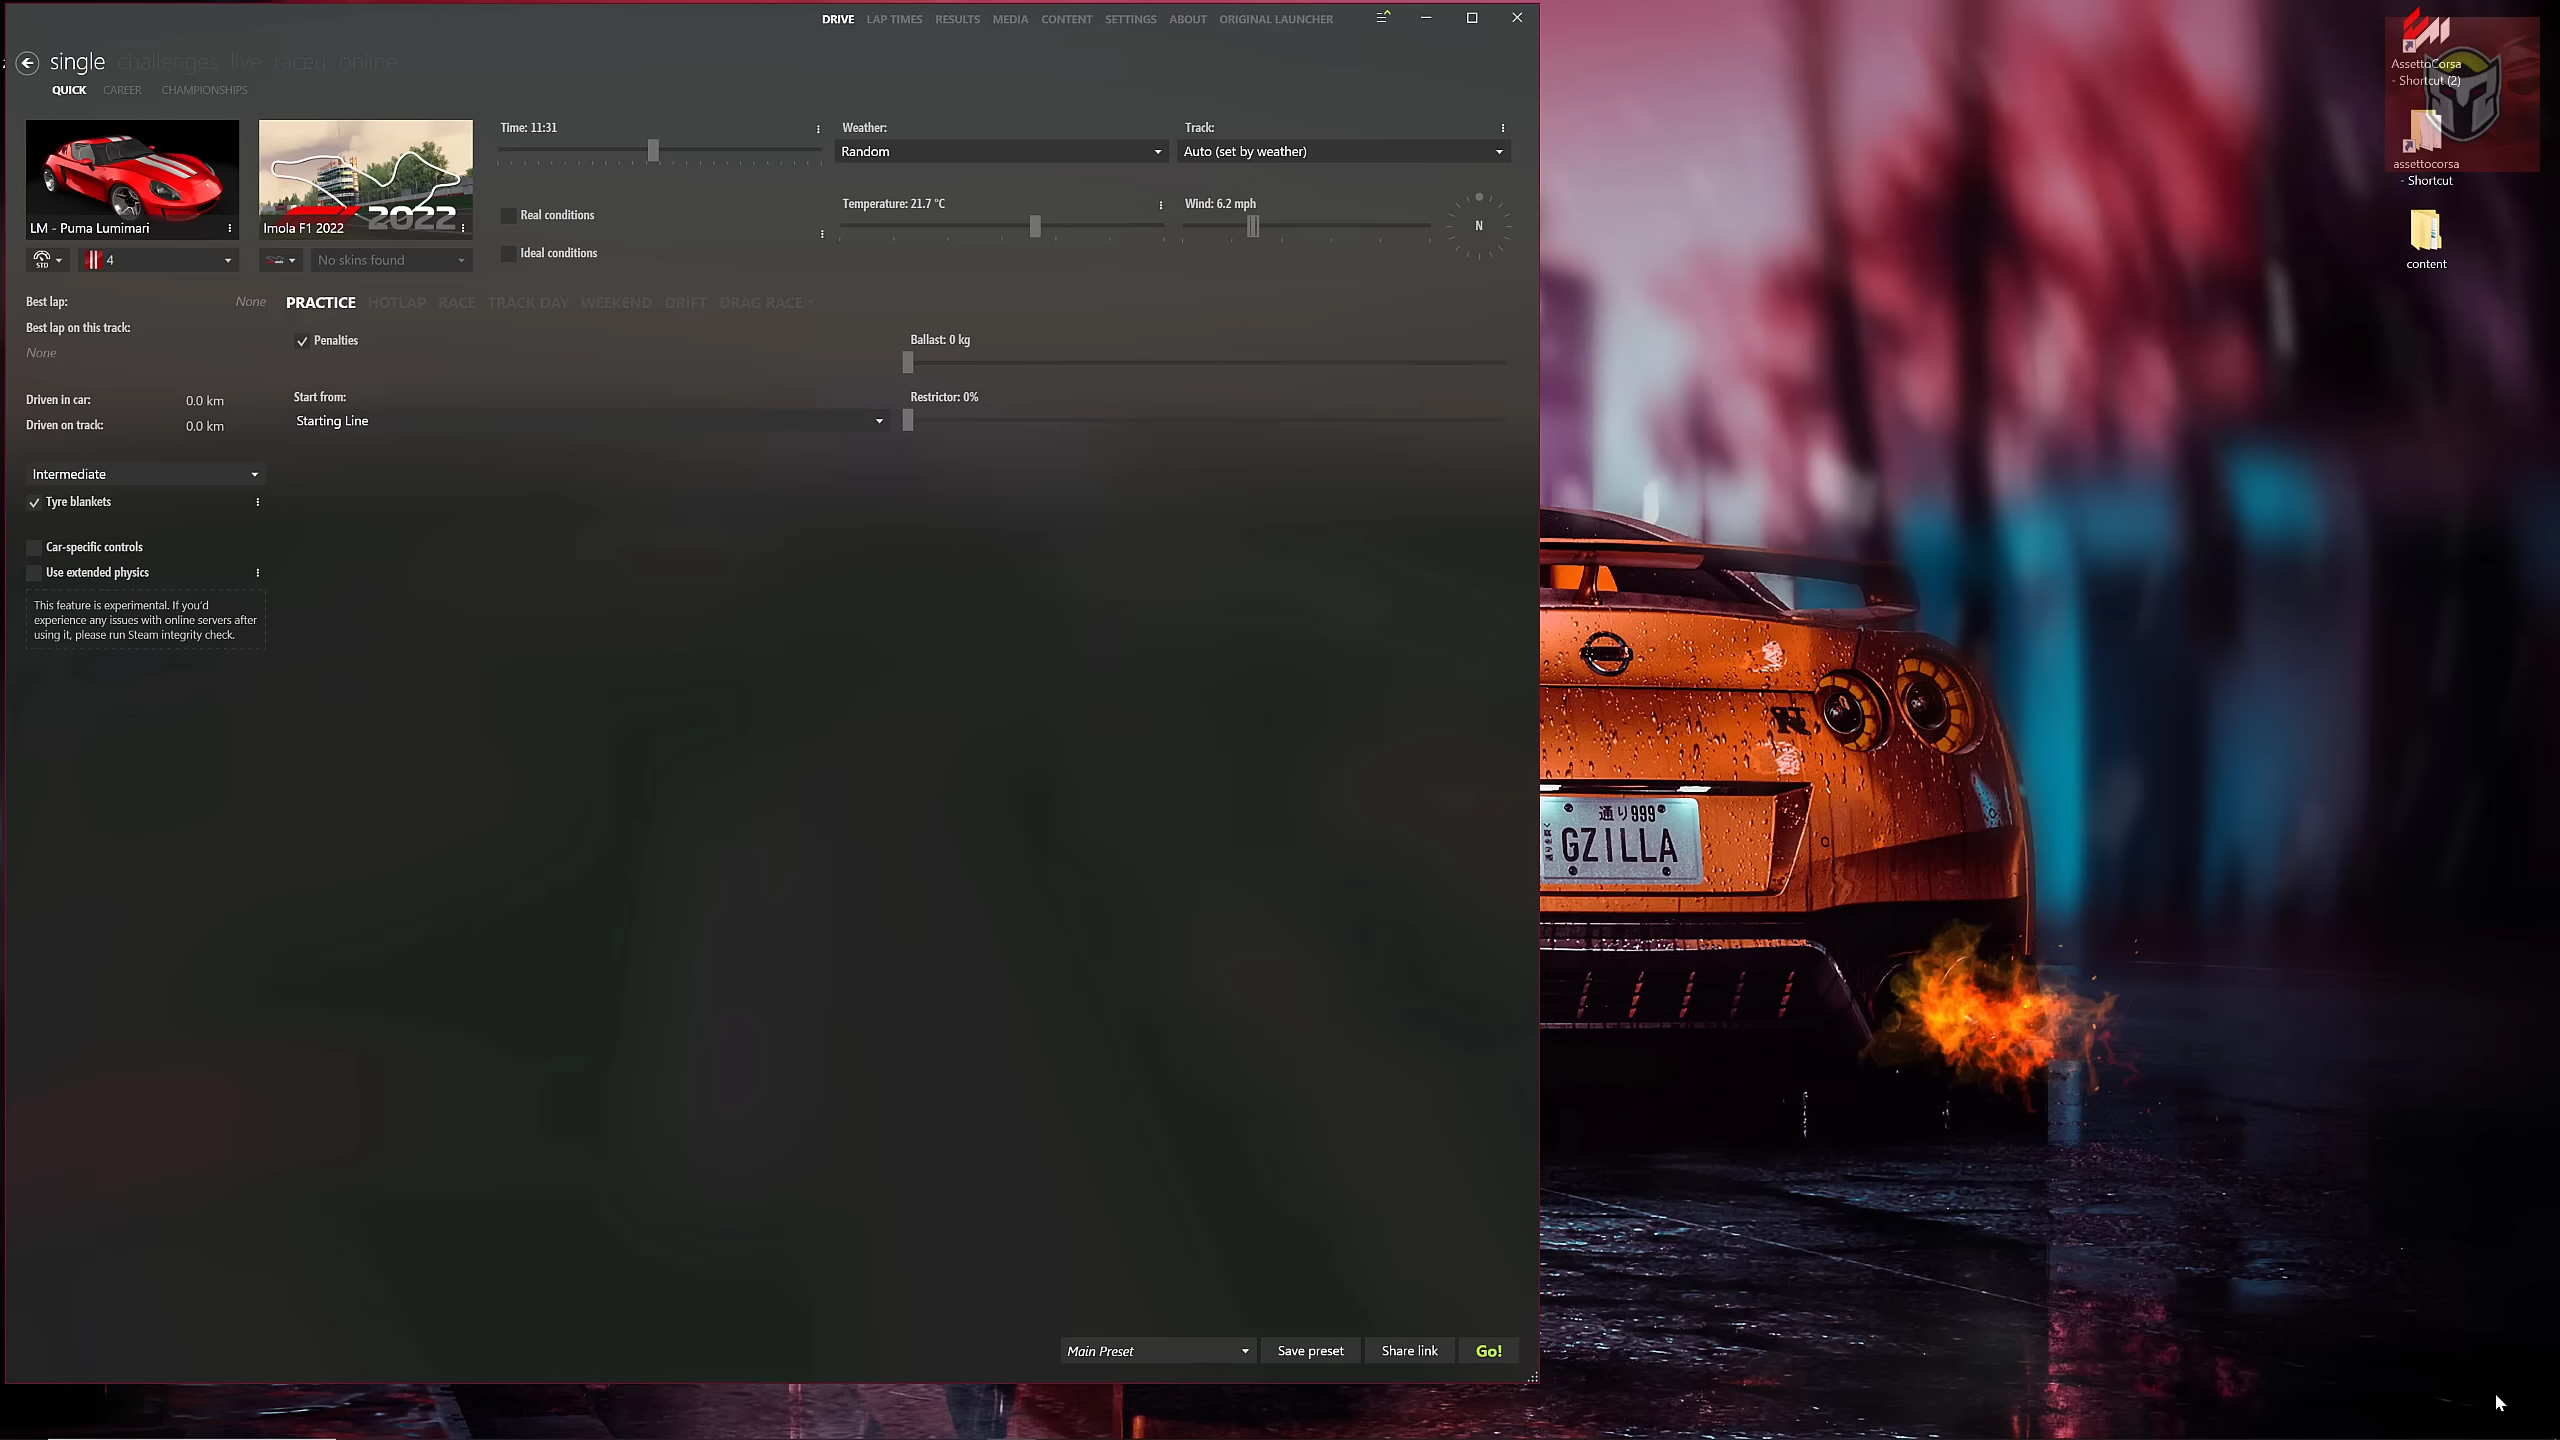 DRIVE LAP TIMES RESULTS MEDIA CONTENT SETTINGS ABOUT ORIGINAL LAUNCHER
single challenges live raceu online
QUICK CAREER CHAMPIONSHIPS
LM - Puma Lumimari
2022
Imola F1 2022
STD
4
No skins found
Time: 11:31
Real conditions
Ideal conditions
Weather:
Random
Track:
Auto (set by weather)
Temperature: 21.7 °C
Wind: 6.2 mph
N
Best lap: None
Best lap on this track:
None
Driven in car: 0.0 km
Driven on track: 0.0 km
Intermediate
Tyre blankets
Car-specific controls
Use extended physics
This feature is experimental. If you'd
experience any issues with online servers after
using it, please run Steam integrity check.
PRACTICE HOTLAP RACE TRACK DAY WEEKEND DRIFT DRAG RACE
Penalties
Start from:
Starting Line
Ballast: 0 kg
Restrictor: 0%
Main Preset
Save preset
Share link
Go!
AssettoCorsa
- Shortcut (2)
assettocorsa
- Shortcut
content
通り999
GZILLA